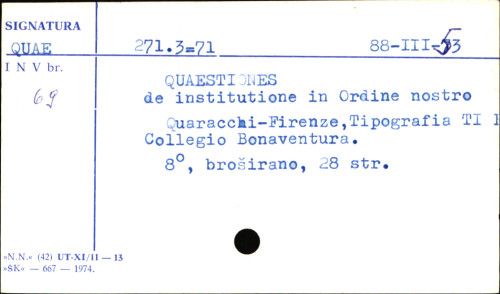 SIGNATURA
QUAE 271.3=71 88-III-53
I N V br.
69
QUAESTIONES
de institutione in Ordine nostro
Quaracchi-Firenze,Tipografia TI
Collegio Bonaventura.
8°, broširano, 28 str.
»N.N.« (42) UT-XI/11 — 13
»SK« — 667 — 1974.